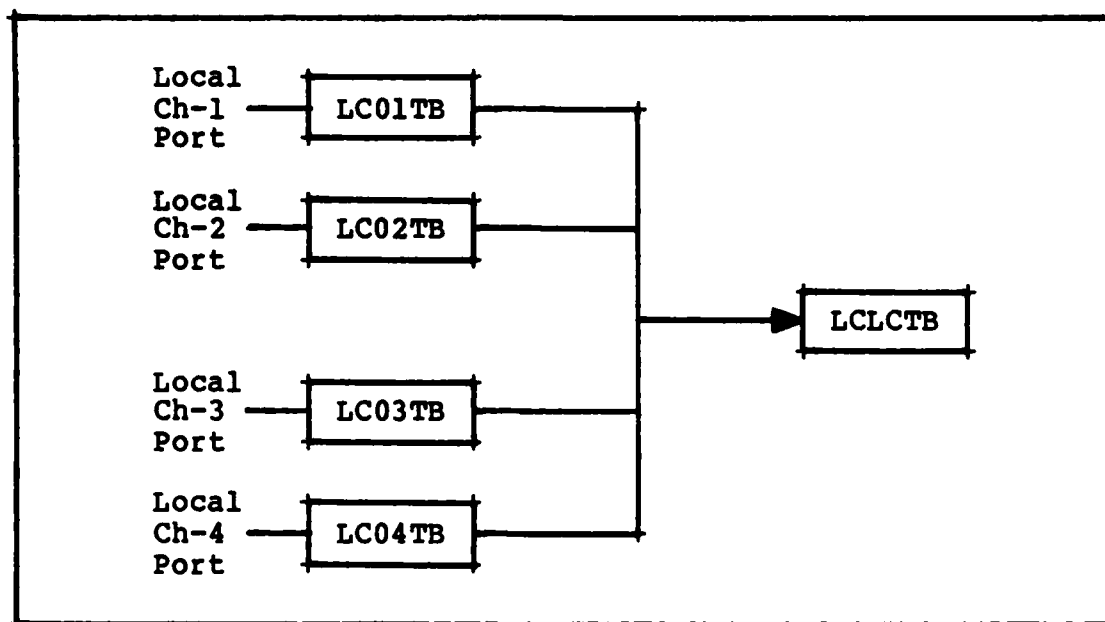 Local
Ch-1
Port
LC01TB
Local
Ch-2
Port
LC02TB
LCLCTB
Local
Ch-3
Port
LC03TB
Local
Ch-4
Port
LC04TB